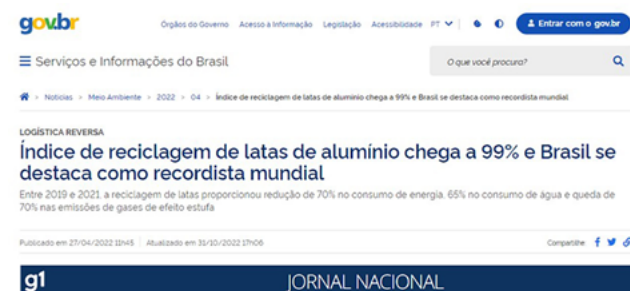 gov.br
Órgãos do Governo Acesso à Informação Legislação Acessibilidade PT Entrar com o gov.br
Serviços e Informações do Brasil
O que você procura?
> Notícias > Meio Ambiente > 2022 > 04 > Índice de reciclagem de latas de alumínio chega a 99% e Brasil se destaca como recordista mundial
LOGÍSTICA REVERSA
Índice de reciclagem de latas de alumínio chega a 99% e Brasil se
destaca como recordista mundial
Entre 2019 e 2021, a reciclagem de latas proporcionou redução de 70% no consumo de energia, 65% no consumo de água e queda de
70% nas emissões de gases de efeito estufa
Publicado em 27/04/2022 11h45 Atualizado em 31/10/2022 17h06 Compartilhe:
g1 JORNAL NACIONAL